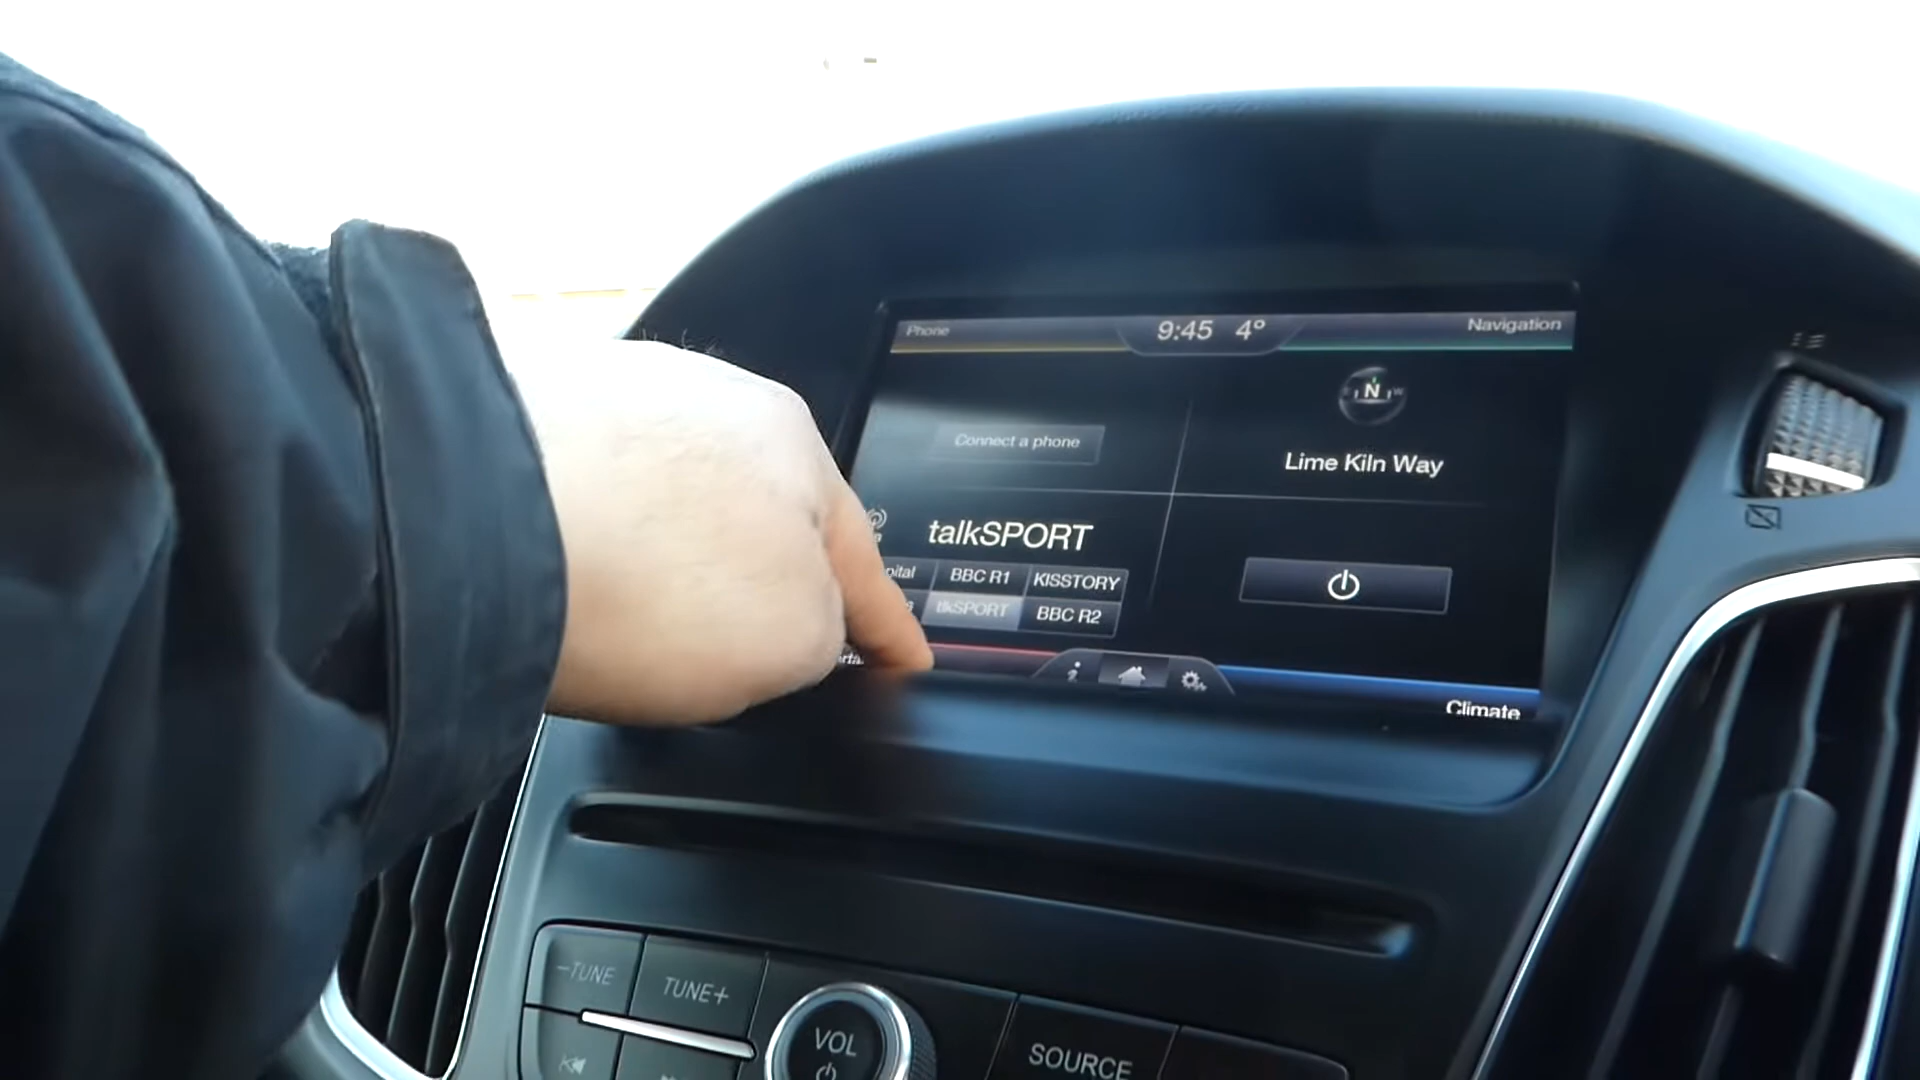 Phone
9:45 4°
Navigation
N
Connect a phone
Lime Kiln Way
talkSPORT
pital BBC R1 KISSTORY
tlkSPORT BBC R2
i
Climate
-TUNE
TUNE+
VOL
SOURCE